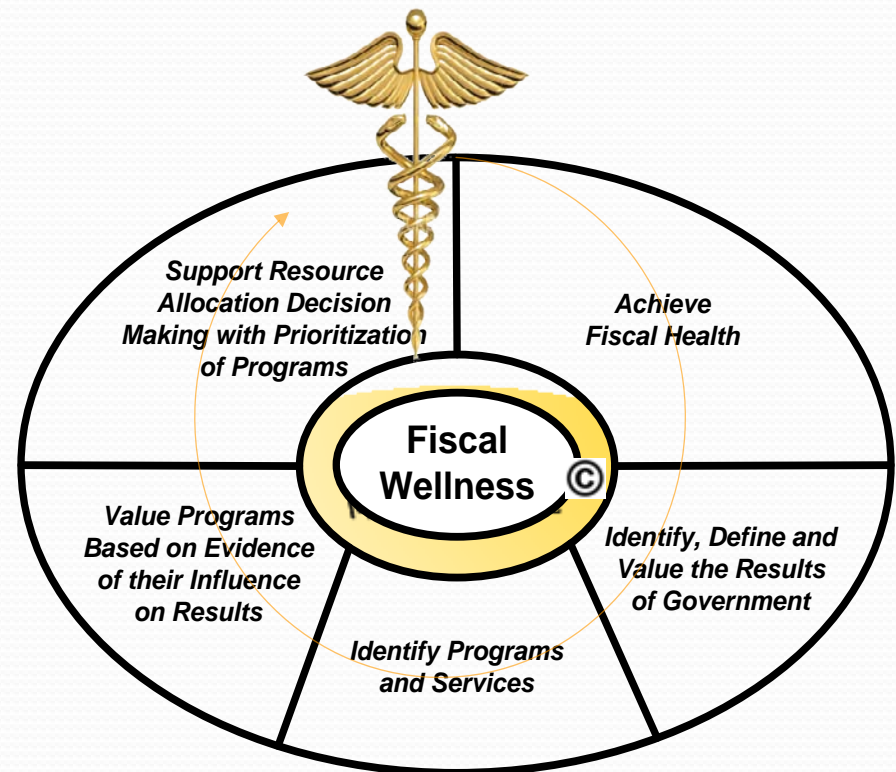 Support Resource
Allocation Decision
Making with Prioritization
of Programs
Achieve
Fiscal Health
Fiscal
Wellness ©
Value Programs
Based on Evidence
of their Influence
on Results
Identify, Define and
Value the Results
of Government
Identify Programs
and Services